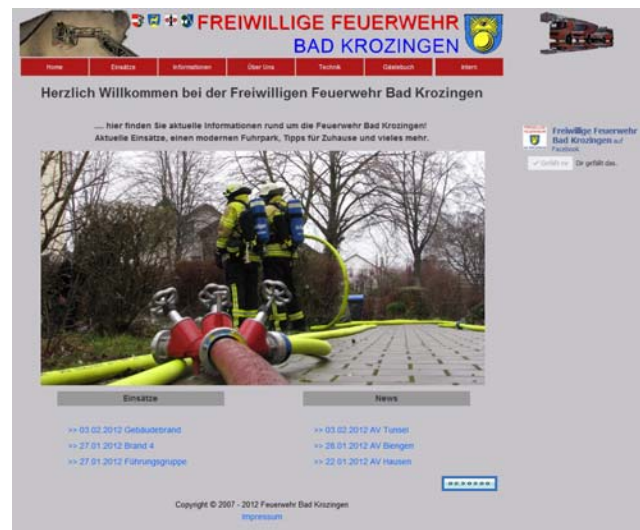 FREIWILLIGE FEUERWEHR
BAD KROZINGEN
Home Einsätze Informationen Über Uns Technik Gästebuch Intern
Herzlich Willkommen bei der Freiwilligen Feuerwehr Bad Krozingen
.... hier finden Sie aktuelle Informationen rund um die Feuerwehr Bad Krozingen!
Aktuelle Einsätze, einen modernen Fuhrpark, Tipps für Zuhause und vieles mehr.
Freiwillige Feuerwehr
Bad Krozingen auf
Facebook
Gefällt mir Dir gefällt das.
Einsätze News
>> 03.02.2012 Gebäudebrand >> 03.02.2012 AV Tunsel
>> 27.01.2012 Brand 4 >> 28.01.2012 AV Biengen
>> 27.01.2012 Führungsgruppe >> 22.01.2012 AV Hausen
Copyright © 2007 - 2012 Feuerwehr Bad Krozingen
Impressum